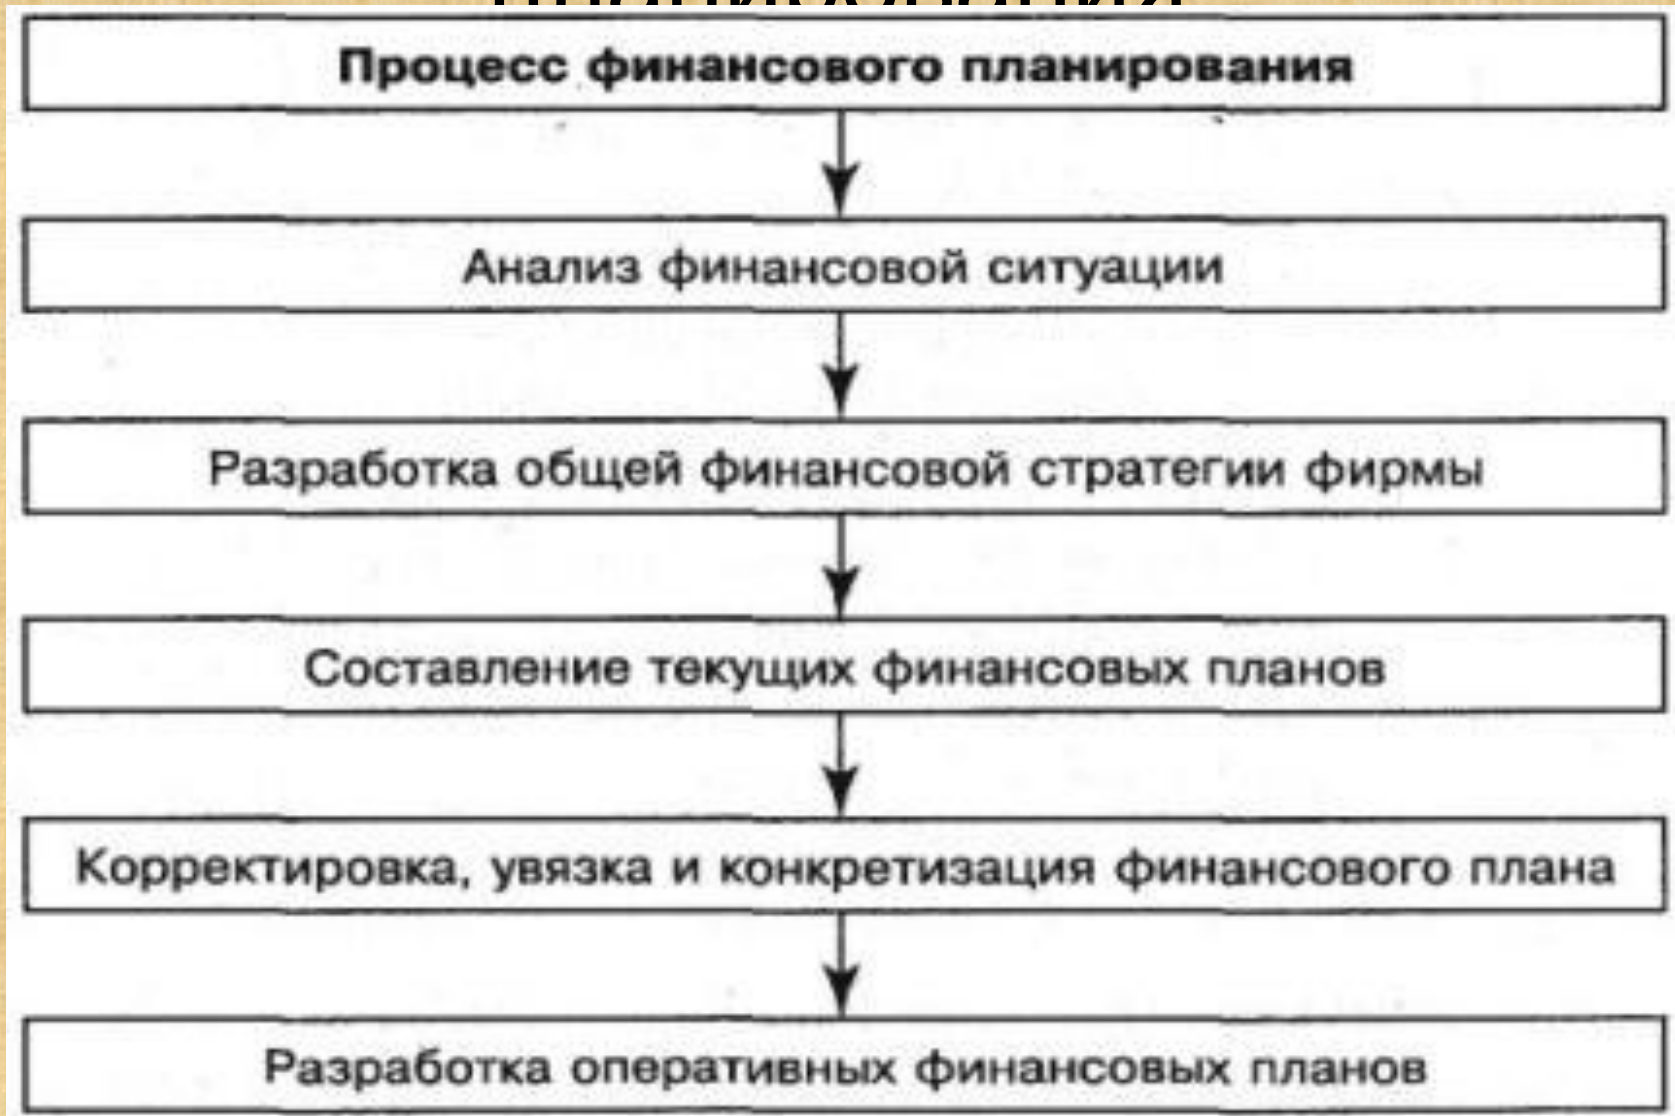 Процесс финансового планирования
Анализ финансовой ситуации
Разработка общей финансовой стратегии фирмы
Составление текущих финансовых планов
Корректировка, увязка и конкретизация финансового плана
Разработка оперативных финансовых планов